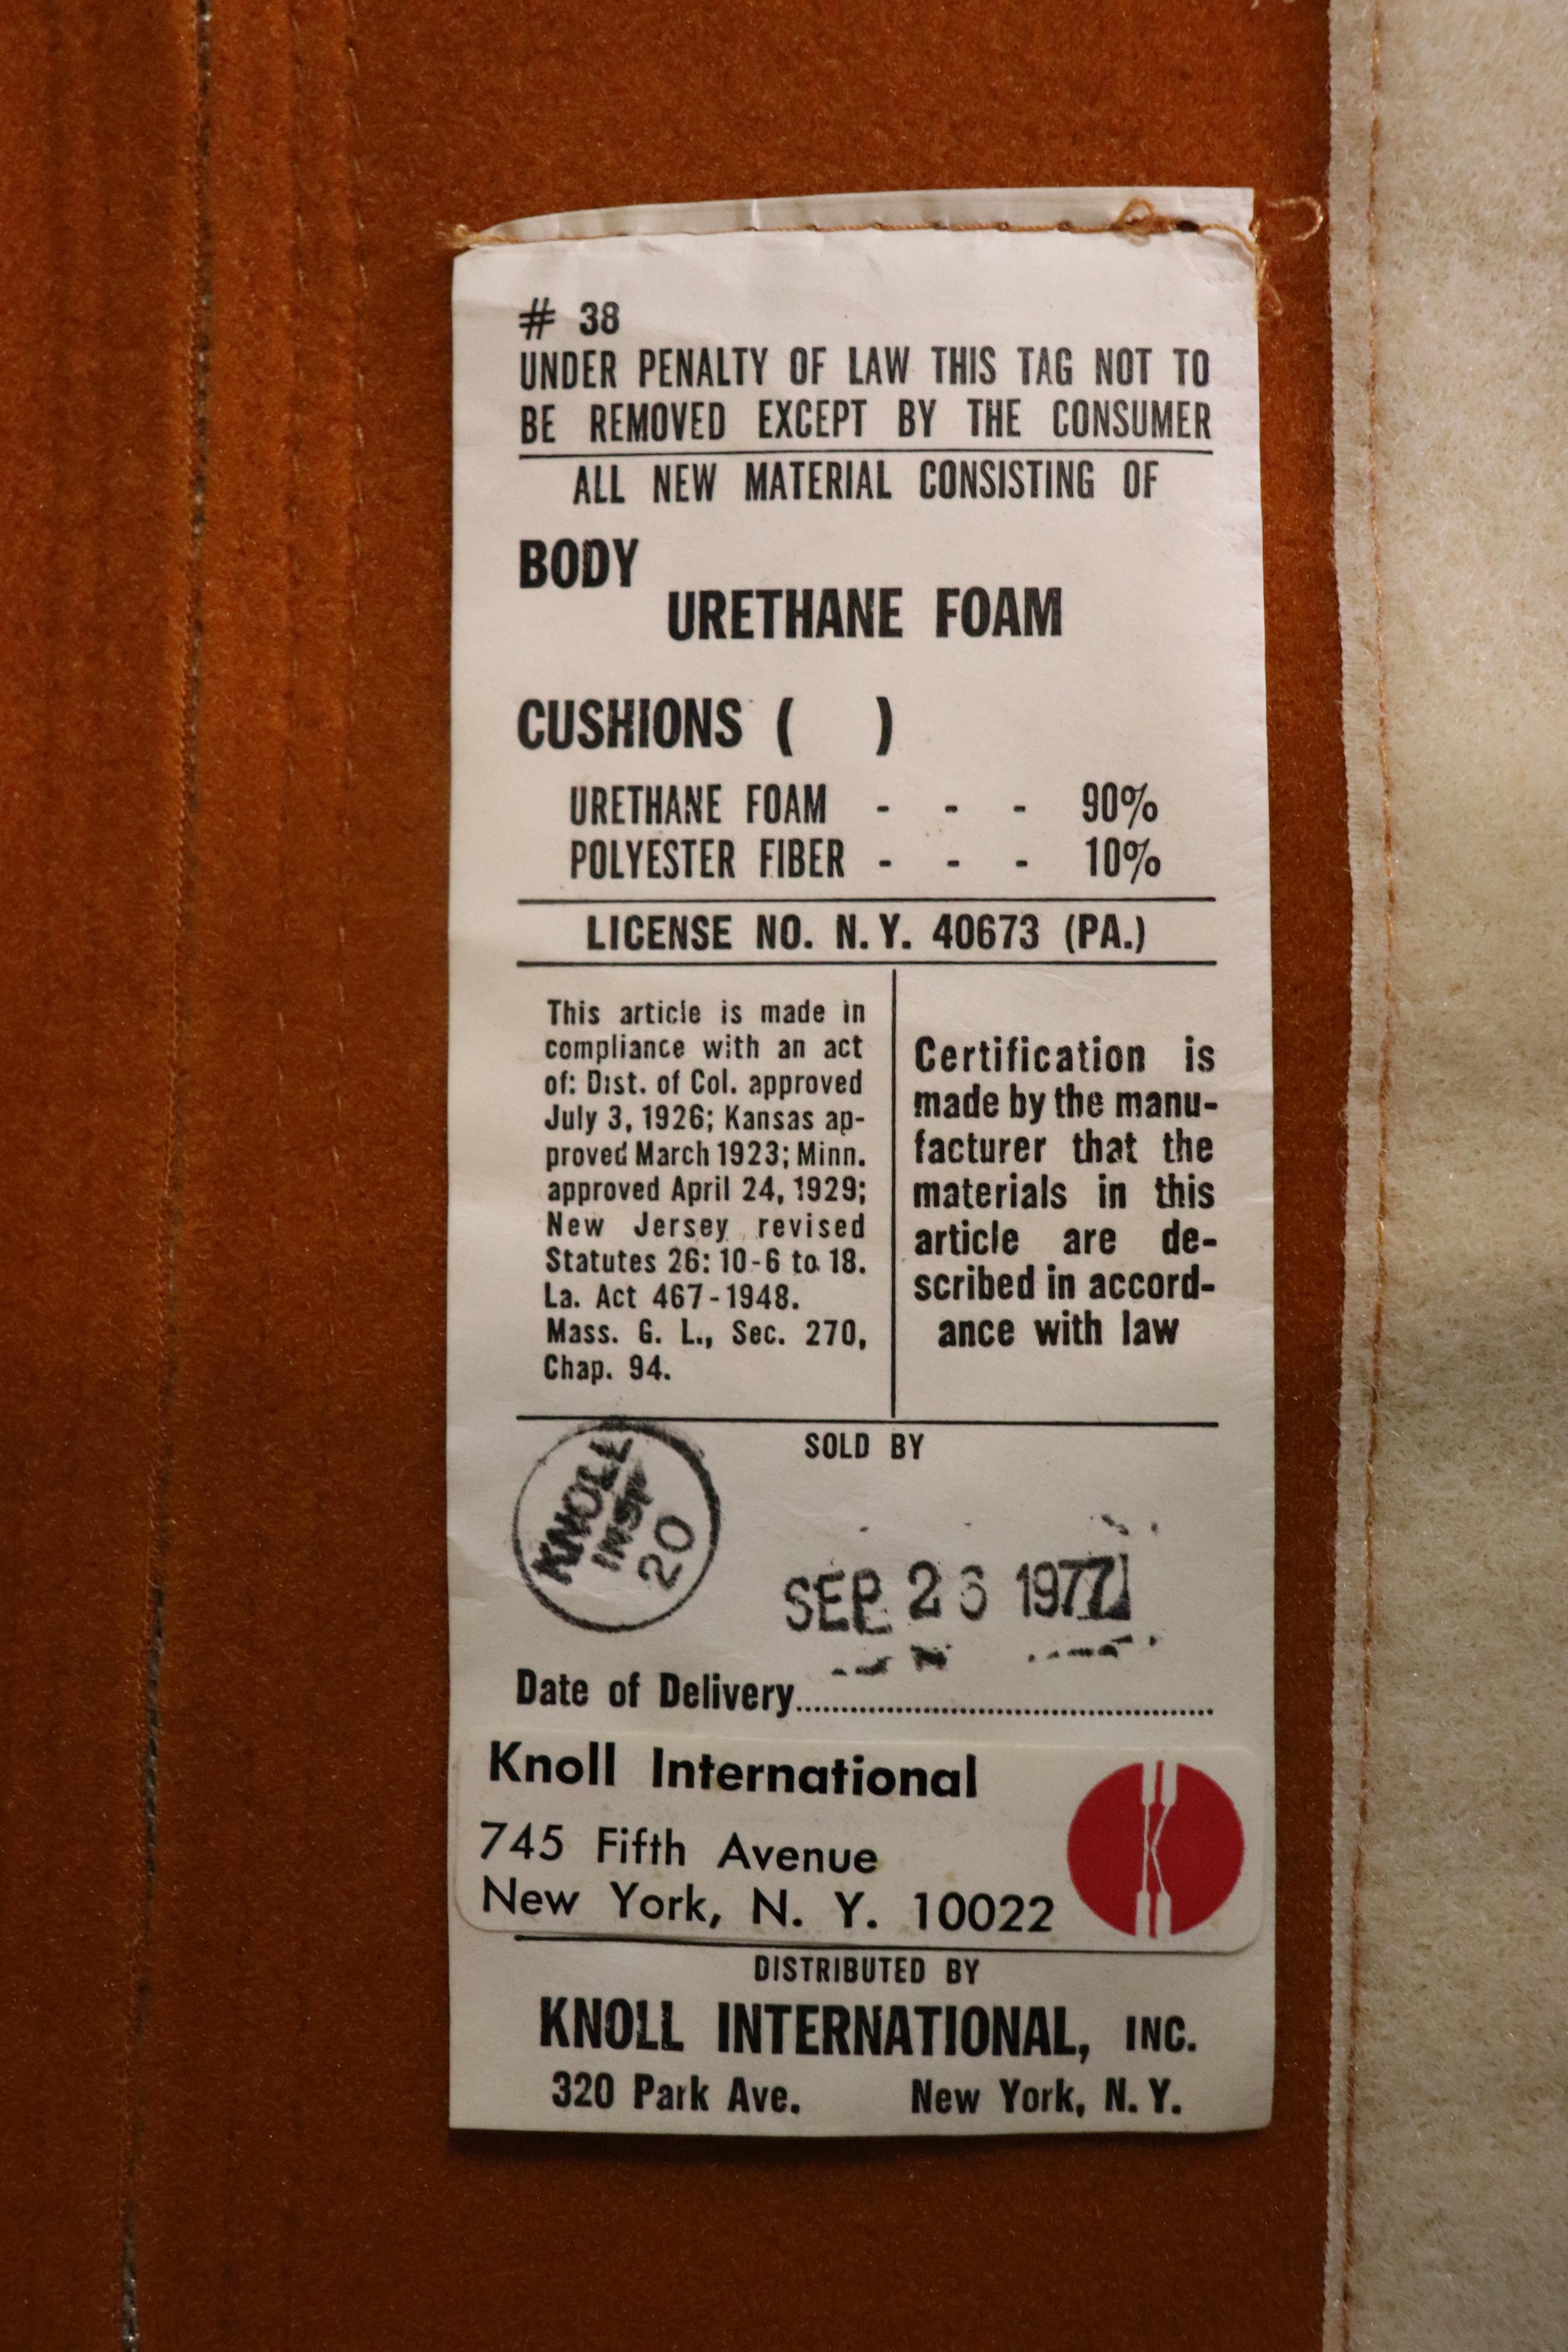 # 38
UNDER PENALTY OF LAW THIS TAG NOT TO
BE REMOVED EXCEPT BY THE CONSUMER
ALL NEW MATERIAL CONSISTING OF
BODY
URETHANE FOAM
CUSHIONS ( )
URETHANE FOAM - - - 90%
POLYESTER FIBER - - - 10%
LICENSE NO. N.Y. 40673 (PA.)
This article is made in
compliance with an act
of: Dist. of Col. approved
July 3, 1926; Kansas ap-
proved March 1923; Minn.
approved April 24, 1929;
New Jersey revised
Statutes 26: 10-6 to 18.
La. Act 467-1948.
Mass. G. L., Sec. 270,
Chap. 94.
Certification is
made by the manu-
facturer that the
materials in this
article are de-
scribed in accord-
ance with law
SOLD BY
KNOLL
INSP
20
SEP 26 1977
Date of Delivery......................................................
Knoll International
745 Fifth Avenue
New York, N. Y. 10022
K
DISTRIBUTED BY
KNOLL INTERNATIONAL, INC.
320 Park Ave. New York, N. Y.